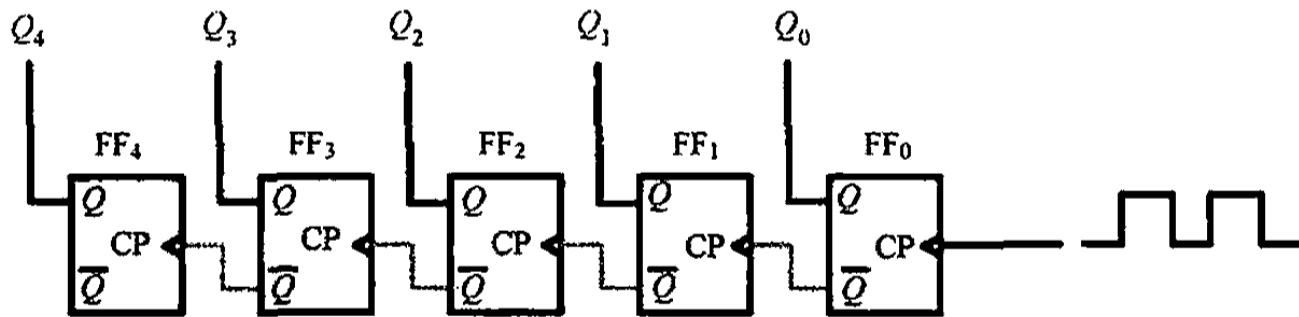 Q₄ Q₃ Q₂ Q₁ Q₀
FF₄ FF₃ FF₂ FF₁ FF₀
Q Q Q Q Q
CP CP CP CP CP
Q̅ Q̅ Q̅ Q̅ Q̅